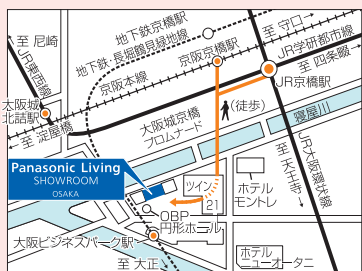 地下鉄京橋駅
地下鉄・長堀鶴見緑地線
至 尼崎
JR東西線
京阪京橋駅
至 守口
JR学研都市線
至 四条畷
京阪本線
JR京橋駅
大阪城
北詰駅
至 淀屋橋
大阪城京橋
プロムナード
(徒歩)
寝屋川
Panasonic Living
SHOWROOM
OSAKA
ツイン
21
ホテル
モントレ
至 天王寺
JR大阪環状線
OBP
円形ホール
大阪ビジネスパーク駅
至 大正
ホテル
ニューオータニ